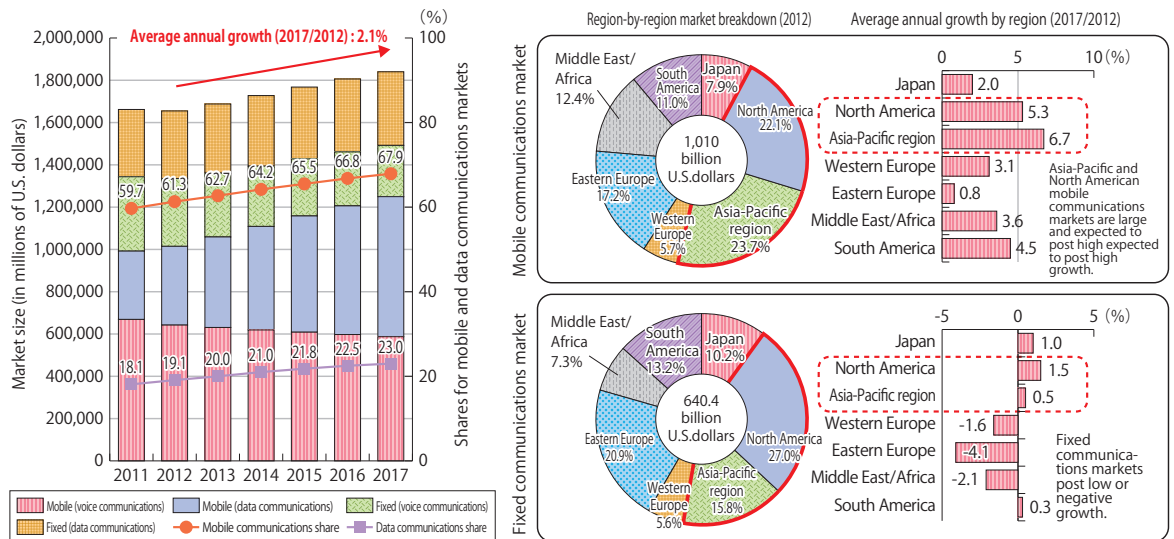 (%)
2,000,000
1,800,000
1,600,000
1,400,000
1,200,000
1,000,000
800,000
600,000
400,000
200,000
0
Market size (in millions of U.S. dollars)
Average annual growth (2017/2012) : 2.1%
100
80
60
40
20
0
Shares for mobile and data communications markets
59.7
61.3
62.7
64.2
65.5
66.8
67.9
18.1
19.1
20.0
21.0
21.8
22.5
23.0
2011
2012
2013
2014
2015
2016
2017
Mobile (voice communications)
Mobile (data communications)
Fixed (voice communications)
Fixed (data communications)
Mobile communications share
Data communications share
Region-by-region market breakdown (2012)
Average annual growth by region (2017/2012)
Mobile communications market
Middle East/
Africa
12.4%
South
America
11.0%
Japan
7.9%
North America
22.1%
Asia-Pacific
region
23.7%
Western
Europe
5.7%
Eastern Europe
17.2%
1,010
billion
U.S.dollars
0
5
10 (%)
Japan
2.0
North America
5.3
Asia-Pacific region
6.7
Western Europe
3.1
Eastern Europe
0.8
Middle East/Africa
3.6
South America
4.5
Asia-Pacific and
North American
mobile
communications
markets are large
and expected to
post high expected
to post high
growth.
Fixed communications market
Middle East/
Africa
7.3%
South
America
13.2%
Japan
10.2%
North America
27.0%
Asia-Pacific
region
15.8%
Western
Europe
5.6%
Eastern Europe
20.9%
640.4
billion
U.S.dollars
-5
0
5 (%)
Japan
1.0
North America
1.5
Asia-Pacific region
0.5
Western Europe
-1.6
Eastern Europe
-4.1
Middle East/Africa
-2.1
South America
0.3
Fixed
communica-
tions markets
post low or
negative
growth.